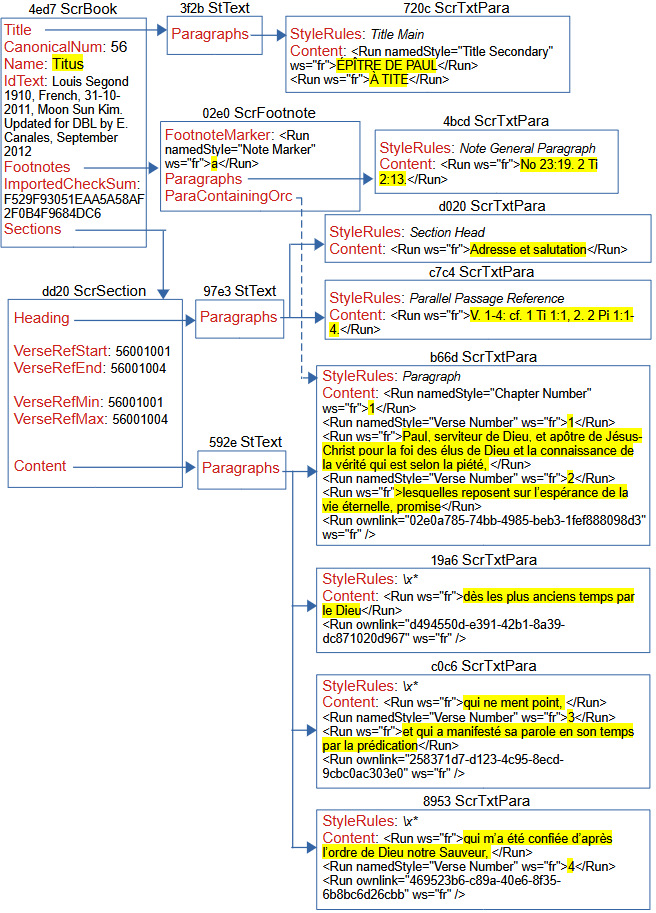 4ed7 ScrBook
Title
CanonicalNum: 56
Name: Titus
IdText: Louis Segond
1910, French, 31-10-
2011, Moon Sun Kim.
Updated for DBL by E.
Canales, September
2012
Footnotes
ImportedCheckSum:
F529F93051EAA5A58AF
2F0B4F9684DC6
Sections
3f2b StText
Paragraphs
720c ScrTxtPara
StyleRules: Title Main
Content: <Run namedStyle="Title Secondary"
ws="fr">ÉPÎTRE DE PAUL</Run>
<Run ws="fr">À TITE</Run>
02e0 ScrFootnote
FootnoteMarker: <Run
namedStyle="Note Marker"
ws="fr">a</Run>
Paragraphs
ParaContainingOrc
4bcd ScrTxtPara
StyleRules: Note General Paragraph
Content: <Run ws="fr">No 23:19. 2 Ti
2:13.</Run>
d020 ScrTxtPara
StyleRules: Section Head
Content: <Run ws="fr">Adresse et salutation</Run>
dd20 ScrSection
Heading
VerseRefStart: 56001001
VerseRefEnd: 56001004
VerseRefMin: 56001001
VerseRefMax: 56001004
Content
97e3 StText
Paragraphs
c7c4 ScrTxtPara
StyleRules: Parallel Passage Reference
Content: <Run ws="fr">V. 1-4: cf. 1 Ti 1:1, 2. 2 Pi 1:1-
4.</Run>
592e StText
Paragraphs
b66d ScrTxtPara
StyleRules: Paragraph
Content: <Run namedStyle="Chapter Number"
ws="fr">1</Run>
<Run namedStyle="Verse Number" ws="fr">1</Run>
<Run ws="fr">Paul, serviteur de Dieu, et apôtre de Jésus-
Christ pour la foi des élus de Dieu et la connaissance de
la vérité qui est selon la piété, </Run>
<Run namedStyle="Verse Number" ws="fr">2</Run>
<Run ws="fr">lesquelles reposent sur l'espérance de la
vie éternelle, promise</Run>
<Run ownlink="02e0a785-74bb-4985-beb3-1fef888098d3"
ws="fr" />
19a6 ScrTxtPara
StyleRules: \x*
Content: <Run ws="fr">dès les plus anciens temps par
le Dieu</Run>
<Run ownlink="d494550d-e391-42b1-8a39-
dc871020d967" ws="fr" />
c0c6 ScrTxtPara
StyleRules: \x*
Content: <Run ws="fr">qui ne ment point, </Run>
<Run namedStyle="Verse Number" ws="fr">3</Run>
<Run ws="fr">et qui a manifesté sa parole en son temps
par la prédication</Run>
<Run ownlink="258371d7-d123-4c95-8ecd-
9cbc0ac303e0" ws="fr" />
8953 ScrTxtPara
StyleRules: \x*
Content: <Run ws="fr">qui m'a été confiée d'après
l'ordre de Dieu notre Sauveur, </Run>
<Run namedStyle="Verse Number" ws="fr">4</Run>
<Run ownlink="469523b6-c89a-40e6-8f35-
6b8bc6d26cbb" ws="fr" />